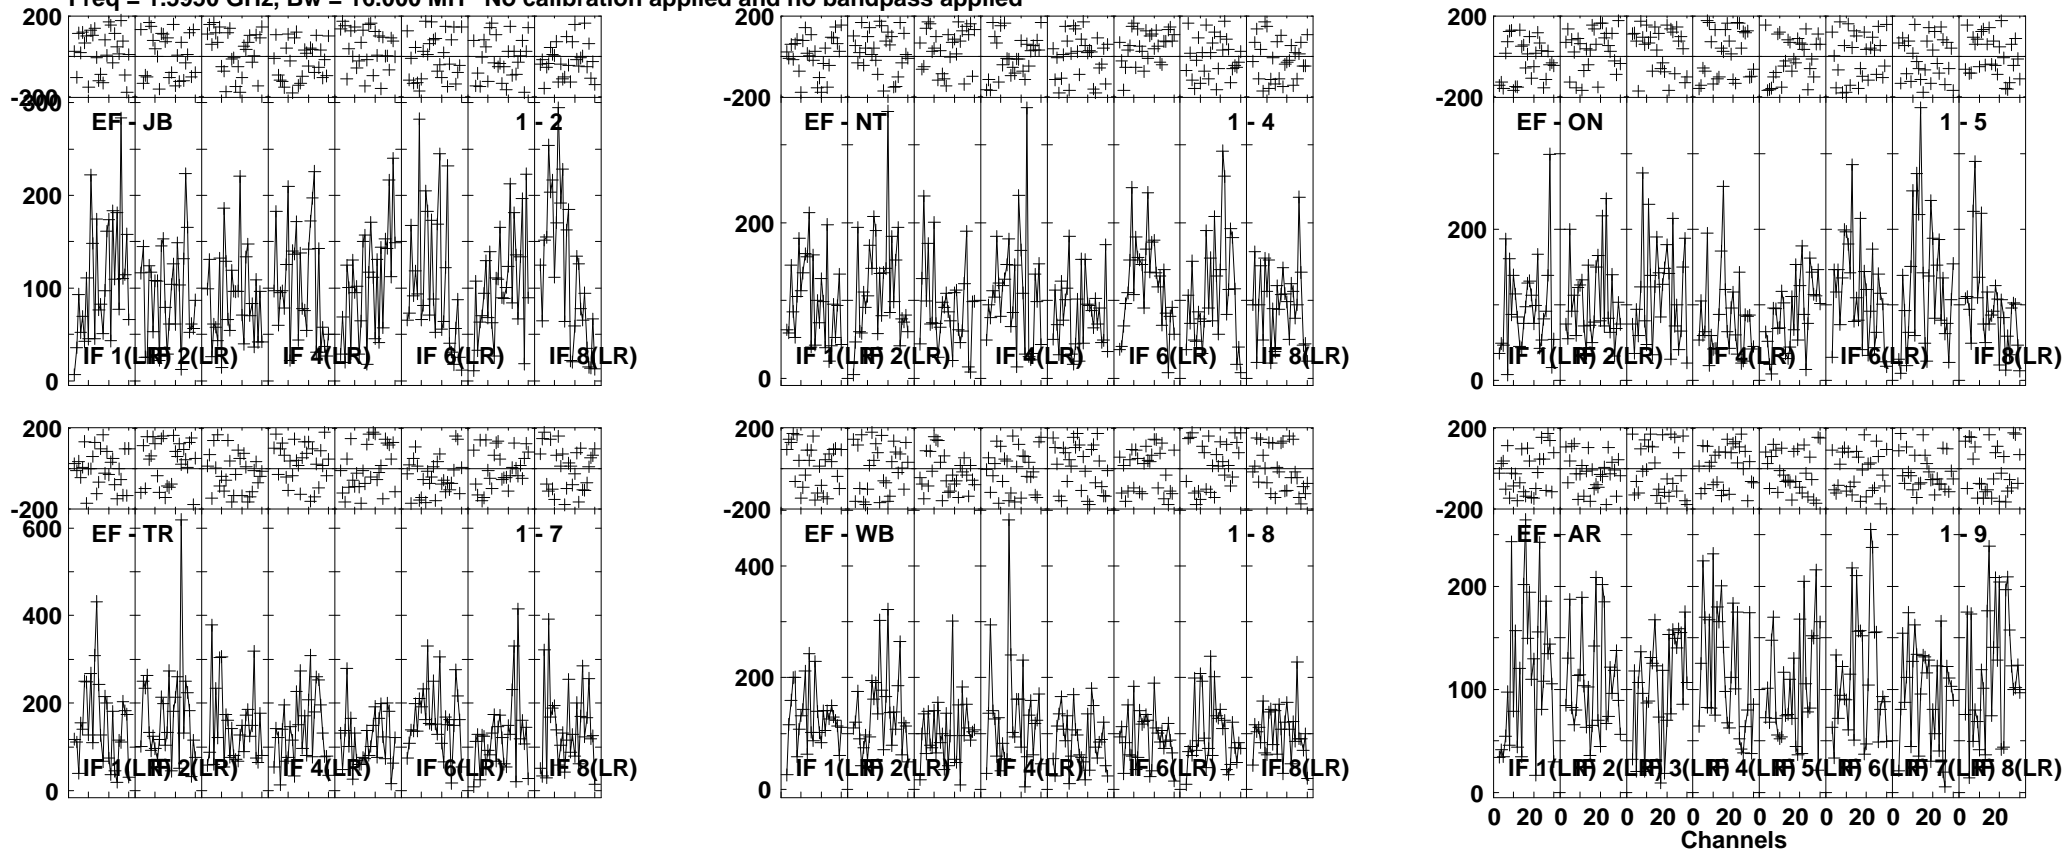 Freq = 1.5950 GHz, Bw = 16.000 MH No calibration applied and no bandpass applied
200
-200
300
200
100
0
EF - JB
1 - 2
IF 1(LR)
IF 2(LR)
IF 4(LR)
IF 6(LR)
IF 8(LR)
200
-200
200
0
EF - NT
1 - 4
IF 1(LR)
IF 2(LR)
IF 4(LR)
IF 6(LR)
IF 8(LR)
200
-200
200
0
EF - ON
1 - 5
IF 1(LR)
IF 2(LR)
IF 4(LR)
IF 6(LR)
IF 8(LR)
200
-200
600
400
200
0
EF - TR
1 - 7
IF 1(LR)
IF 2(LR)
IF 4(LR)
IF 6(LR)
IF 8(LR)
200
-200
400
200
0
EF - WB
1 - 8
IF 1(LR)
IF 2(LR)
IF 4(LR)
IF 6(LR)
IF 8(LR)
200
-200
200
100
0
EF - AR
1 - 9
IF 1(LR)
IF 2(LR)
IF 3(LR)
IF 4(LR)
IF 5(LR)
IF 6(LR)
IF 7(LR)
IF 8(LR)
0 20 0 20 0 20 0 20 0 20 0 20 0 20 0 20
Channels